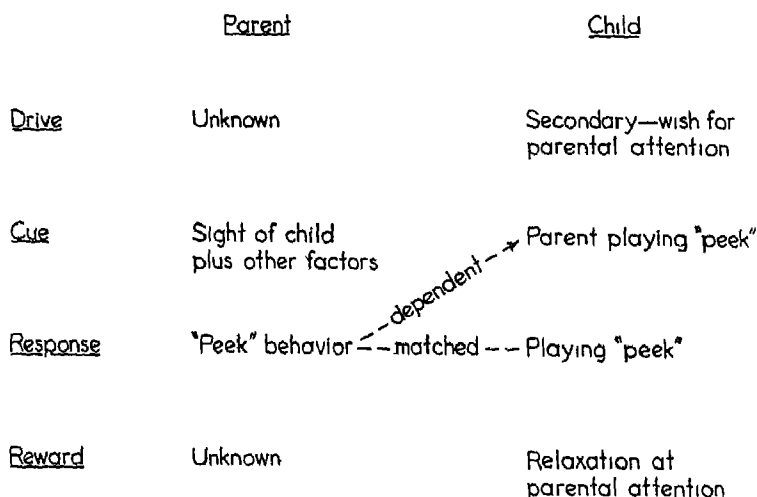 Parent Child
Drive Unknown Secondary—wish for
parental attention
Cue Sight of child
plus other factors Parent playing "peek"
dependent
Response "Peek" behavior matched Playing "peek"
Reward Unknown Relaxation at
parental attention